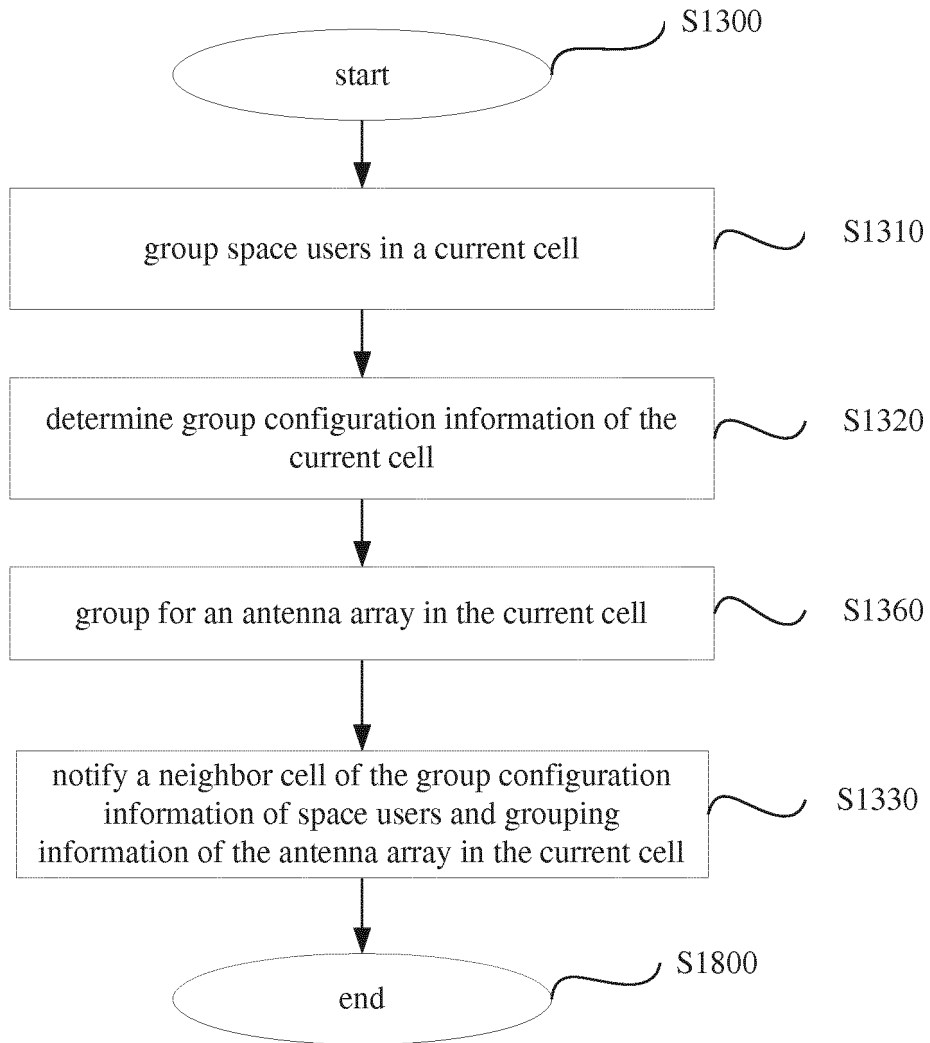 S1300
start
S1310
group space users in a current cell
S1320
determine group configuration information of the
current cell
S1360
group for an antenna array in the current cell
S1330
notify a neighbor cell of the group configuration
information of space users and grouping
information of the antenna array in the current cell
S1800
end